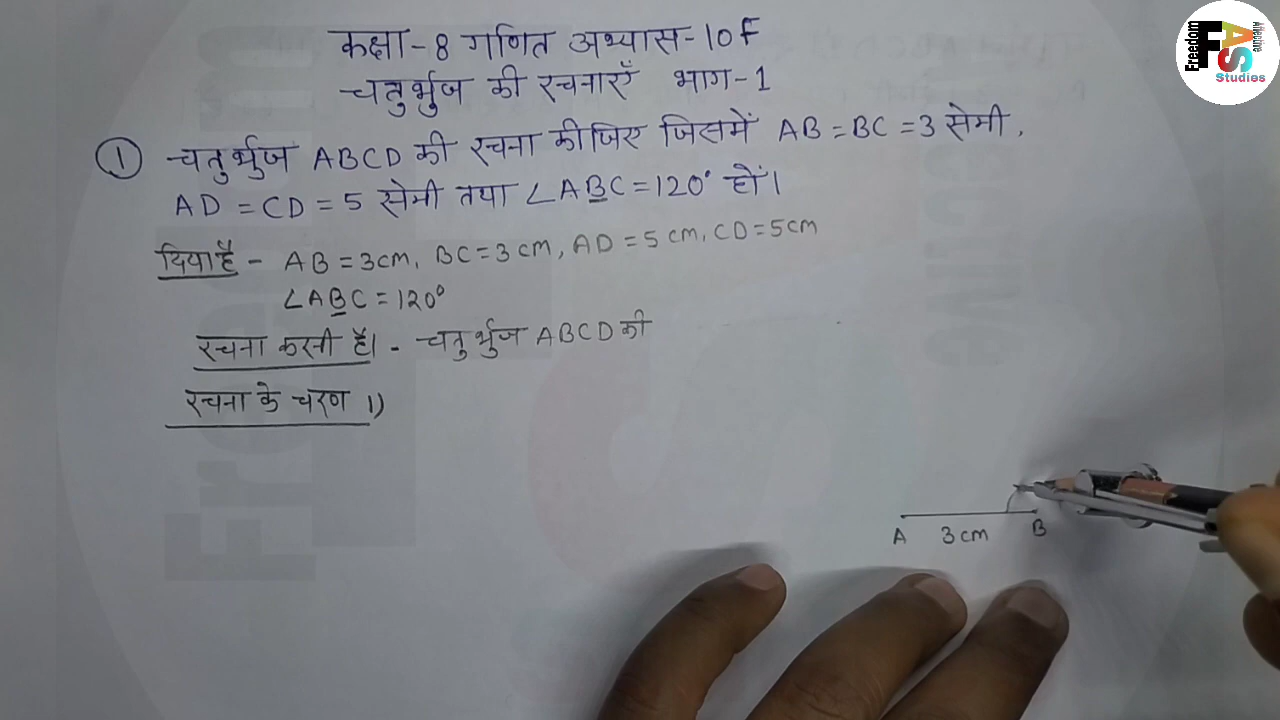 कक्षा-8 गणित अभ्यास-10F
चतुर्भुज की रचनाएँ भाग-1
① चतुर्भुज ABCD की रचना कीजिए जिसमें AB = BC = 3 सेमी,
AD = CD = 5 सेमी तथा ∠ABC = 120° हों।
दिया है - AB = 3cm, BC = 3cm, AD = 5cm, CD = 5cm
∠ABC = 120°
रचना करनी है। - चतुर्भुज ABCD की
रचना के चरण 1)
A 3cm B
Freedom FAS Allegbine Studies